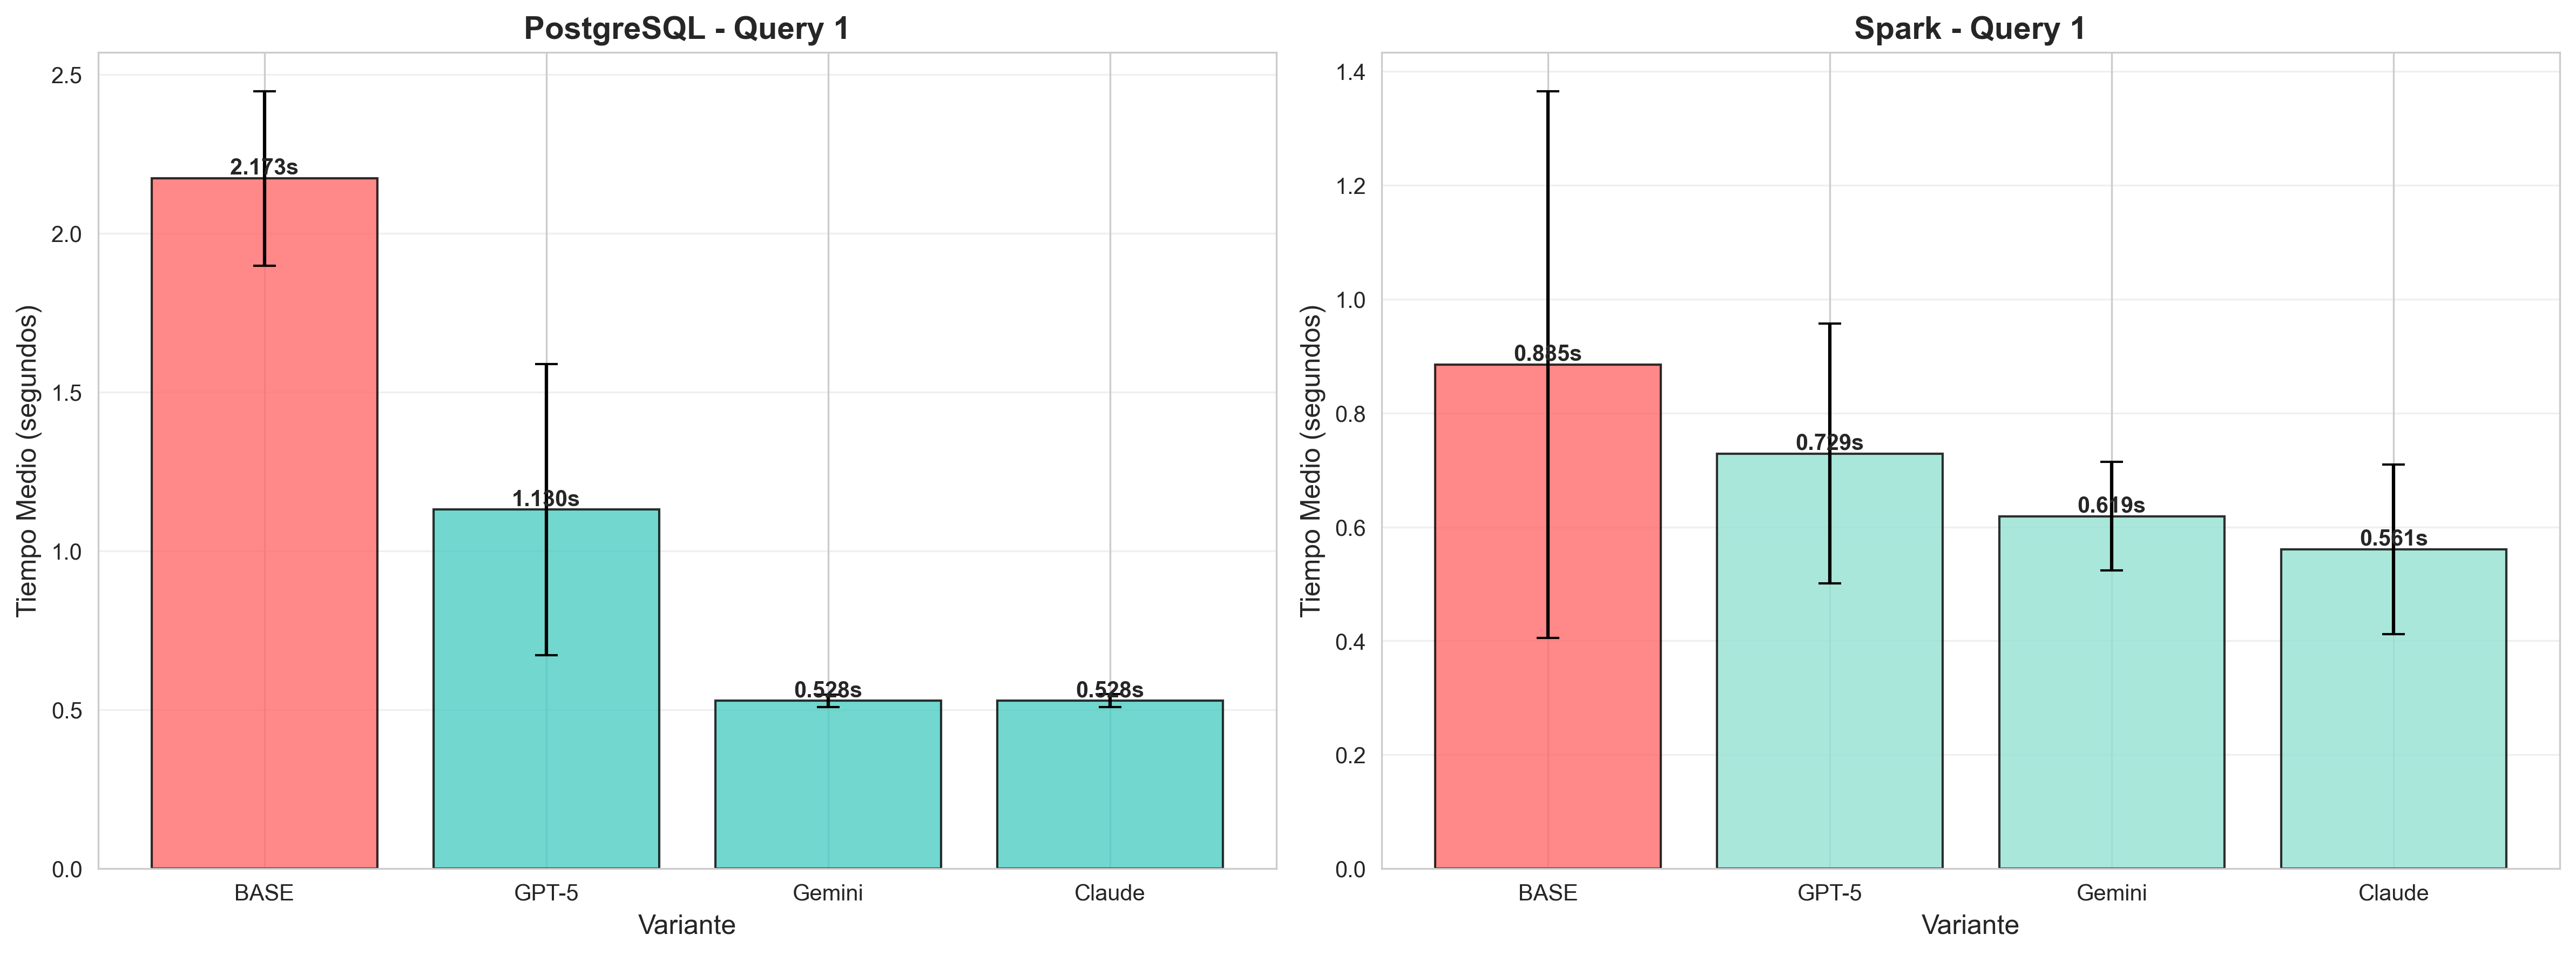 PostgreSQL - Query 1
2.5
2.0
1.5
1.0
0.5
0.0
Tiempo Medio (segundos)
2.173s
1.130s
0.528s
0.528s
BASE
GPT-5
Gemini
Claude
Variante
Spark - Query 1
1.4
1.2
1.0
0.8
0.6
0.4
0.2
0.0
Tiempo Medio (segundos)
0.885s
0.729s
0.619s
0.561s
BASE
GPT-5
Gemini
Claude
Variante